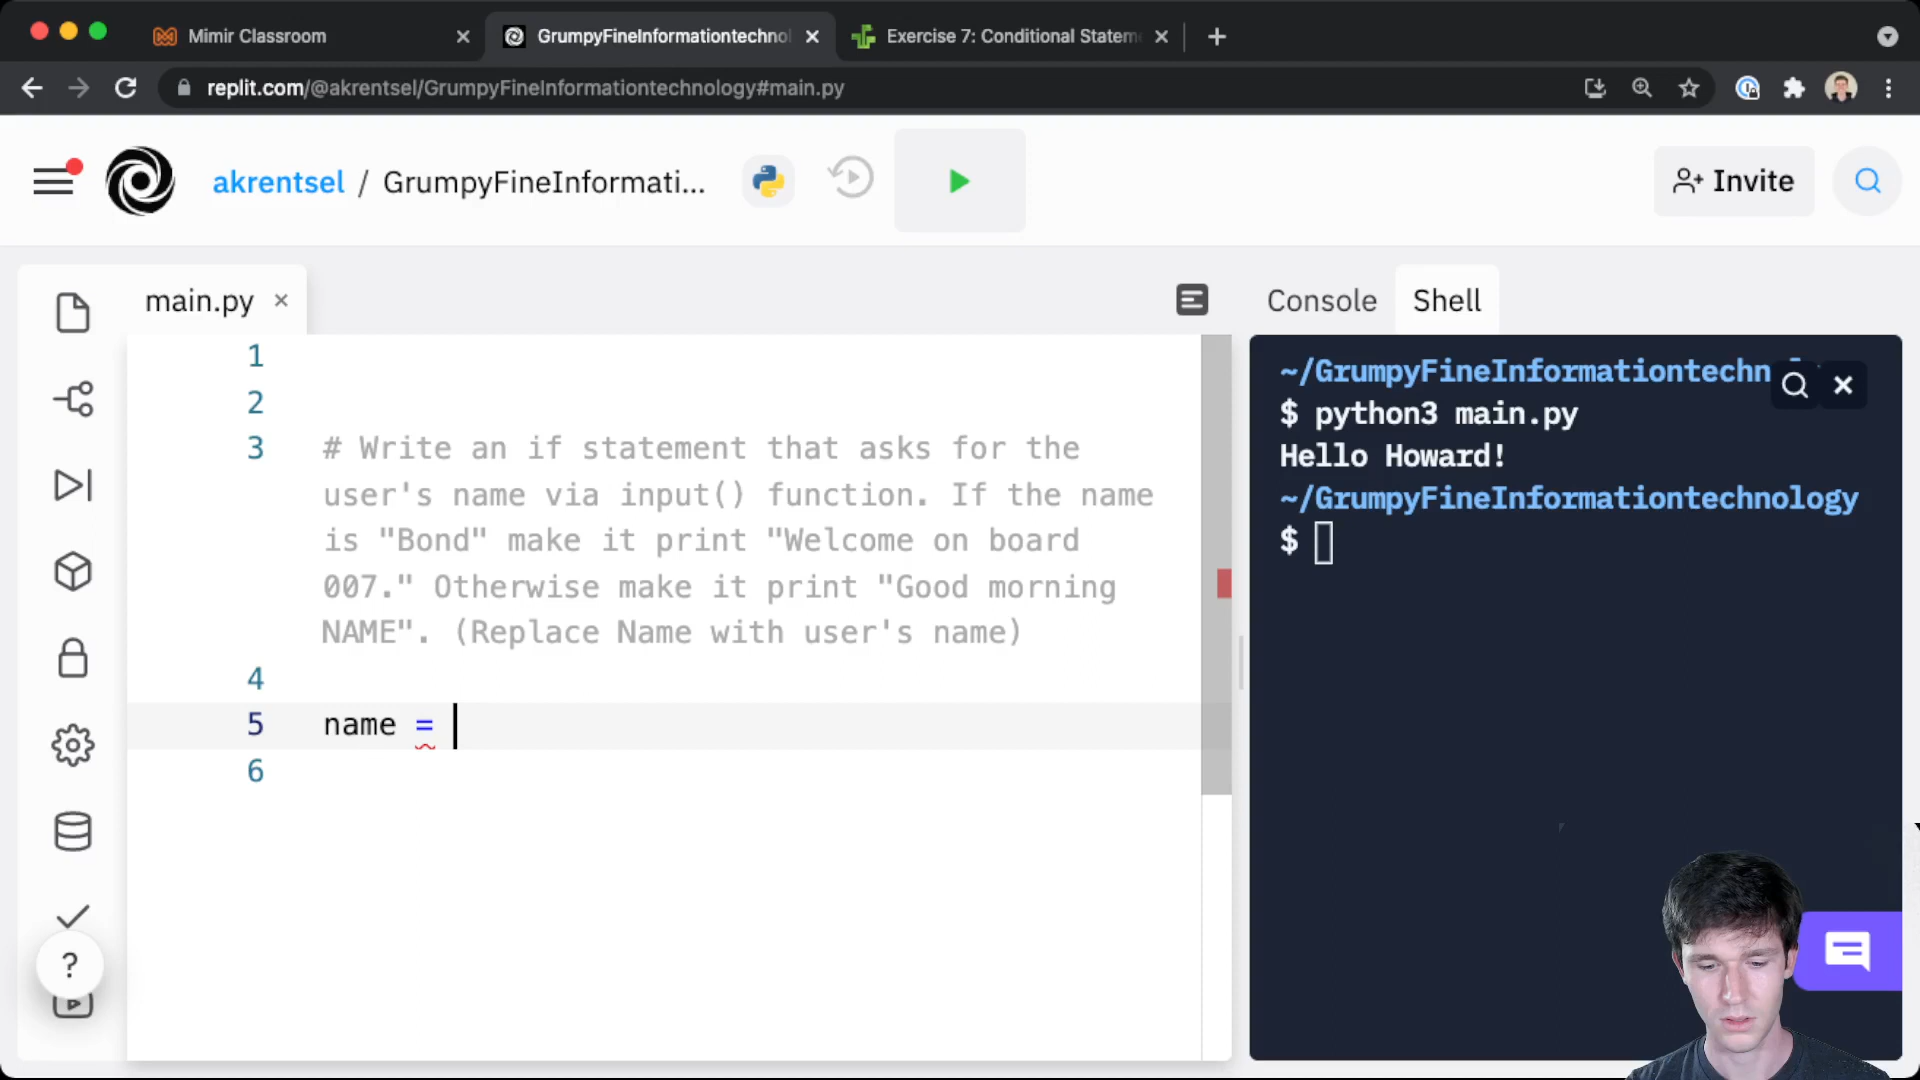 Mimir Classroom
GrumpyFineInformationtechnol
Exercise 7: Conditional Statem
replit.com/@akrentsel/GrumpyFineInformationtechnology#main.py
akrentsel / GrumpyFineInformati...
Invite
main.py
Console
Shell
1
2
3 # Write an if statement that asks for the
user's name via input() function. If the name
is "Bond" make it print "Welcome on board
007." Otherwise make it print "Good morning
NAME". (Replace Name with user's name)
4
5 name =
6
~/GrumpyFineInformationtechn
$ python3 main.py
Hello Howard!
~/GrumpyFineInformationtechnology
$
?